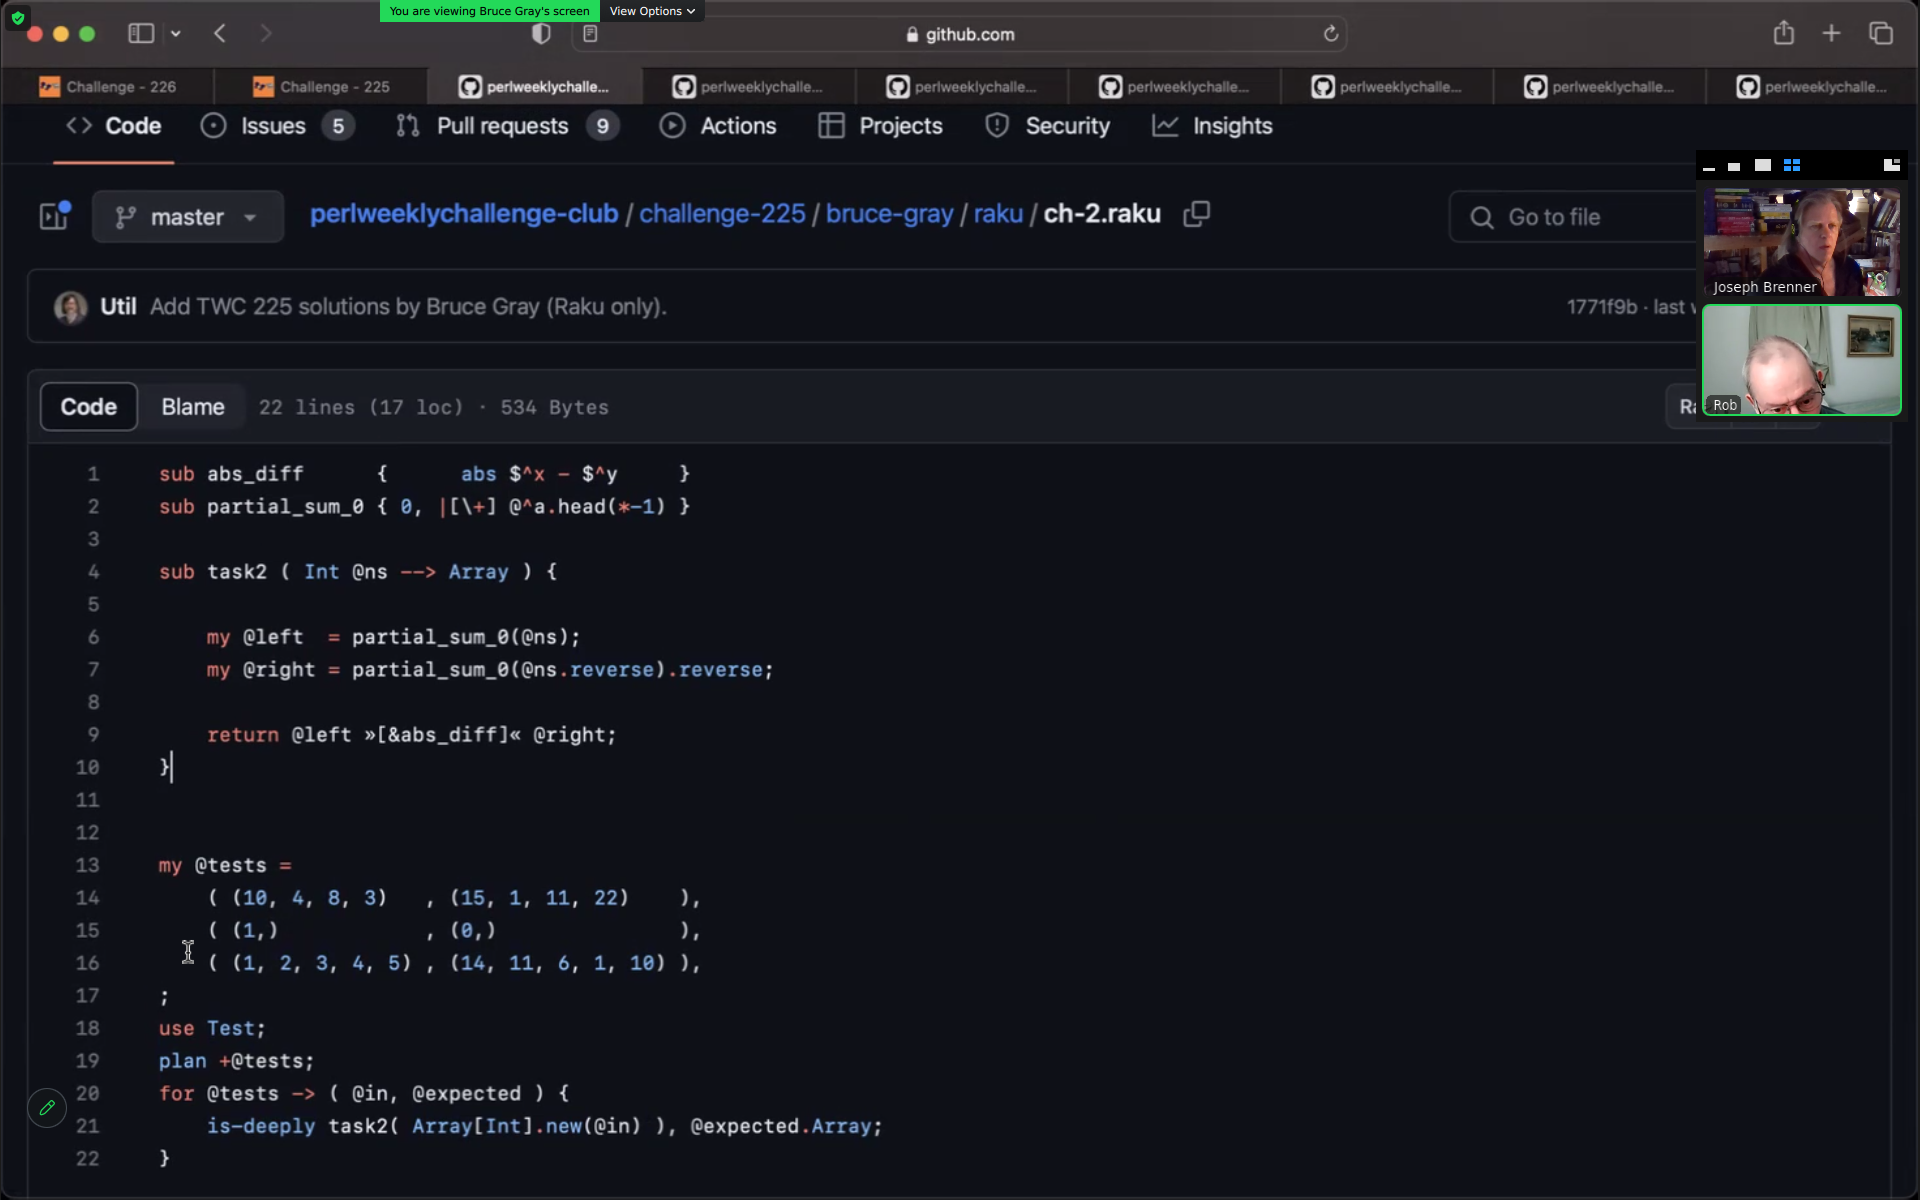 You are viewing Bruce Gray's screen View Options
github.com
Challenge - 226 Challenge - 225 perlweeklychalle... perlweeklychalle... perlweeklychalle... perlweeklychalle... perlweeklychalle... perlweeklychalle... perlweeklychalle...
Code Issues 5 Pull requests 9 Actions Projects Security Insights
master perlweeklychallenge-club / challenge-225 / bruce-gray / raku / ch-2.raku Go to file
Joseph Brenner
Util Add TWC 225 solutions by Bruce Gray (Raku only). 1771f9b · last
Rob
Code Blame 22 lines (17 loc) · 534 Bytes
1 sub abs_diff { abs $^x - $^y }
2 sub partial_sum_0 { 0, |[\+] @^a.head(*-1) }
3
4 sub task2 ( Int @ns --> Array ) {
5
6 my @left = partial_sum_0(@ns);
7 my @right = partial_sum_0(@ns.reverse).reverse;
8
9 return @left »[&abs_diff]« @right;
10 }
11
12
13 my @tests =
14 ( (10, 4, 8, 3) , (15, 1, 11, 22) ),
15 ( (1,) , (0,) ),
16 ( (1, 2, 3, 4, 5) , (14, 11, 6, 1, 10) ),
17 ;
18 use Test;
19 plan +@tests;
20 for @tests -> ( @in, @expected ) {
21 is-deeply task2( Array[Int].new(@in) ), @expected.Array;
22 }